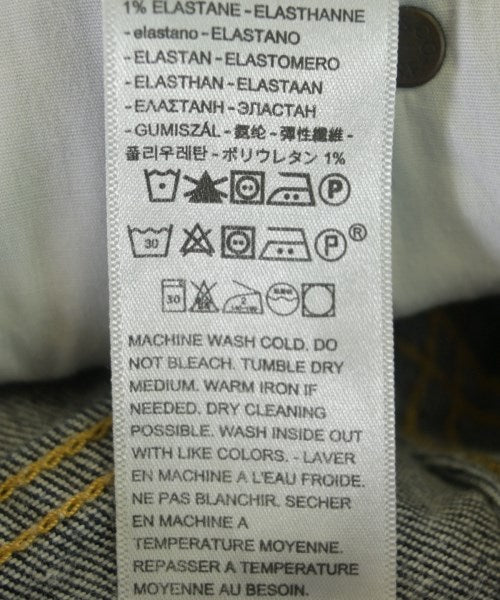 1% ELASTANE - ELASTHANNE
- elastano - ELASTANO
- ELASTAN - ELASTOMERO
- ELASTHAN - ELASTAAN
- ΕΛΑΣΤΑΝΗ - ЭЛАСТАН
- GUMISZÁL - 氨纶 - 彈性纖維 -
폴리우레탄 - ポリウレタン 1%
P
30 P ®
30 2
MACHINE WASH COLD. DO
NOT BLEACH. TUMBLE DRY
MEDIUM. WARM IRON IF
NEEDED. DRY CLEANING
POSSIBLE. WASH INSIDE OUT
WITH LIKE COLORS. - LAVER
EN MACHINE A L'EAU FROIDE.
NE PAS BLANCHIR. SECHER
EN MACHINE A
TEMPERATURE MOYENNE.
REPASSER A TEMPERATURE
MOYENNE AU BESOIN.